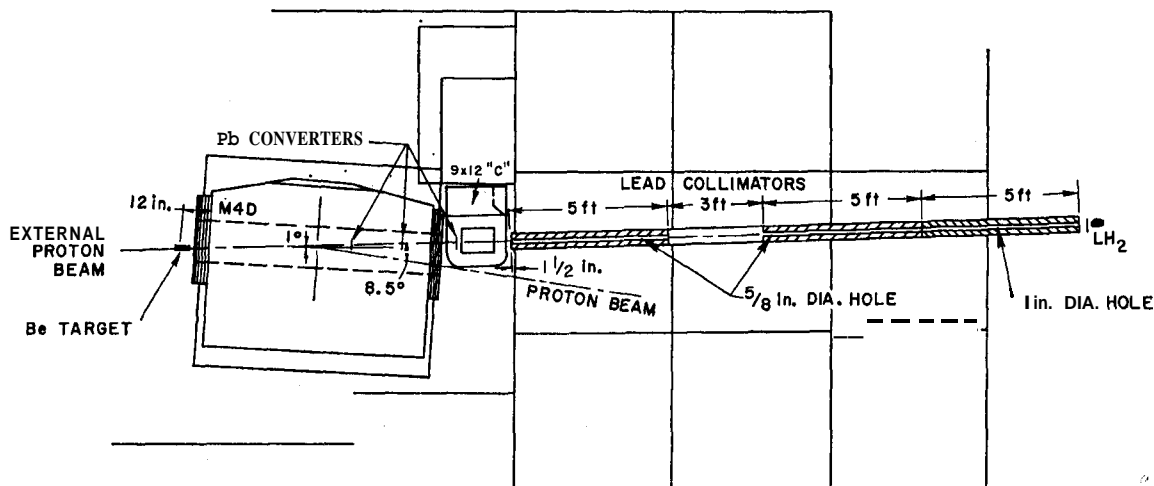 Pb CONVERTERS
9x12 "C"
LEAD COLLIMATORS
12 in.
M4D
5 ft
3 ft
5 ft
5 ft
EXTERNAL
PROTON
BEAM
1°
LH2
1 1/2 in.
8.5°
PROTON BEAM
5/8 in. DIA. HOLE
1 in. DIA. HOLE
Be TARGET